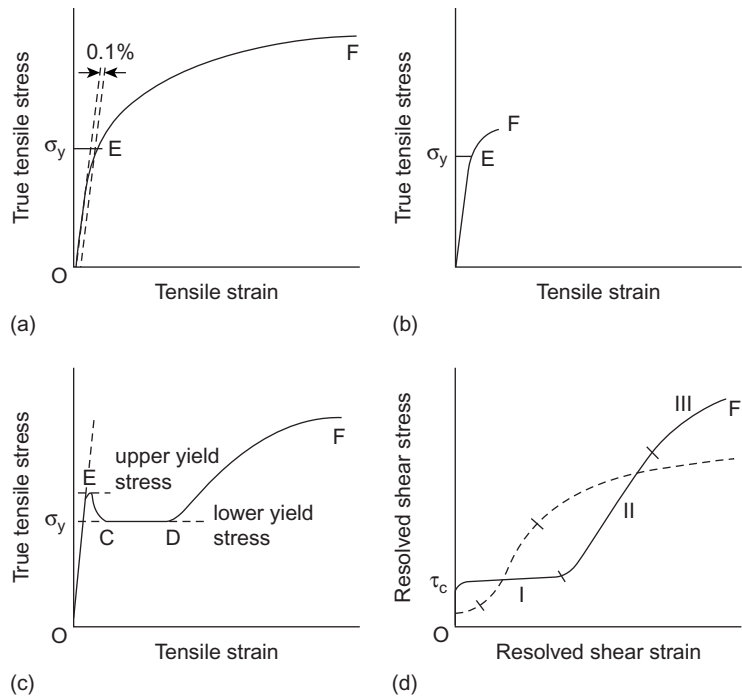 True tensile stress
0.1%
F
σy
E
O
Tensile strain
(a)
True tensile stress
F
σy
E
Tensile strain
(b)
True tensile stress
E
upper yield
stress
F
σy
lower yield
stress
C
D
O
Tensile strain
(c)
Resolved shear stress
III
F
II
τc
I
O
Resolved shear strain
(d)